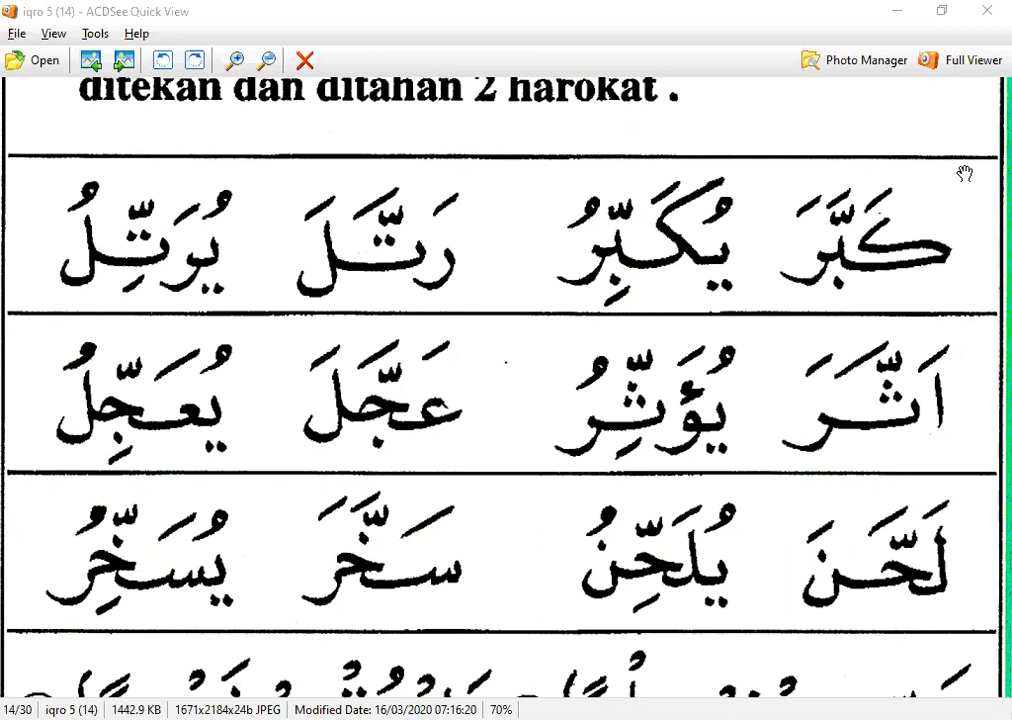 iqro 5 (14) - ACDSee Quick View
File View Tools Help
Open Photo Manager Full Viewer
ditekan dan ditahan 2 harokat .
كَبَّرَ يُكَبِّرُ رَتَّلَ يُوَتِّلُ
اَثَّرَ يُؤَثِّرُ عَجَّلَ يُعَجِّلُ
لَحَّنَ يُلَحِّنُ سَخَّرَ يُسَخِّرُ
14/30 iqro 5 (14) 1442.9 KB 1671x2184x24b JPEG Modified Date: 16/03/2020 07:16:20 70%